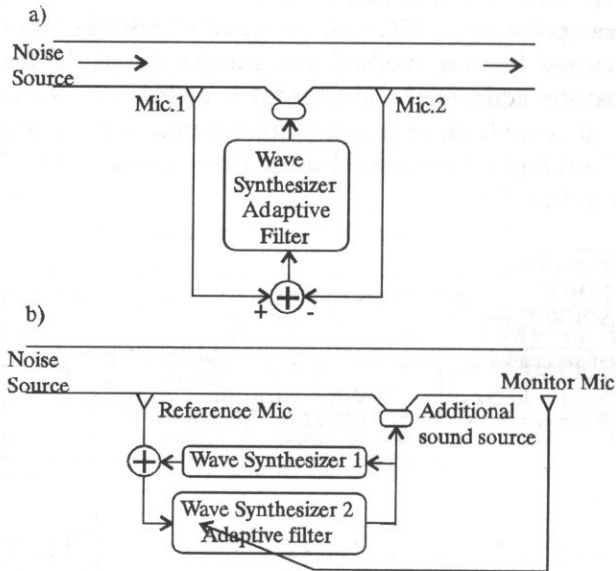 a)
Noise
Source
Mic.1
Mic.2
Wave
Synthesizer
Adaptive
Filter
+
+ -
b)
Noise
Source
Monitor Mic
Reference Mic
Additional
sound source
+
Wave Synthesizer 1
Wave Synthesizer 2
Adaptive filter